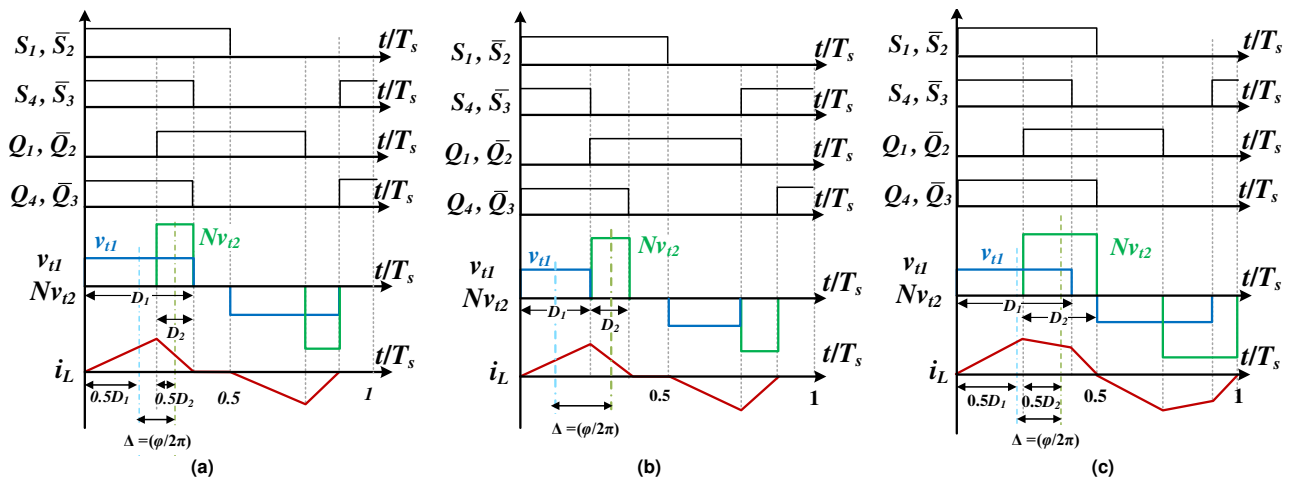 S₁, S̄₂
t/Tₛ
S₄, S̄₃
t/Tₛ
Q₁, Q̄₂
t/Tₛ
Q₄, Q̄₃
t/Tₛ
vₜ₁
Nvₜ₂
vₜ₁
t/Tₛ
Nvₜ₂
D₁
D₂
t/Tₛ
i_L
0.5D₁
0.5D₂
0.5
1
Δ =(φ/2π)
(a)
S₁, S̄₂
t/Tₛ
S₄, S̄₃
t/Tₛ
Q₁, Q̄₂
t/Tₛ
Q₄, Q̄₃
t/Tₛ
vₜ₁
Nvₜ₂
vₜ₁
t/Tₛ
Nvₜ₂
D₁
D₂
t/Tₛ
i_L
0.5
1
Δ =(φ/2π)
(b)
S₁, S̄₂
t/Tₛ
S₄, S̄₃
t/Tₛ
Q₁, Q̄₂
t/Tₛ
Q₄, Q̄₃
t/Tₛ
vₜ₁
Nvₜ₂
vₜ₁
t/Tₛ
Nvₜ₂
D₁
D₂
t/Tₛ
i_L
0.5D₁
0.5D₂
0.5
1
Δ =(φ/2π)
(c)